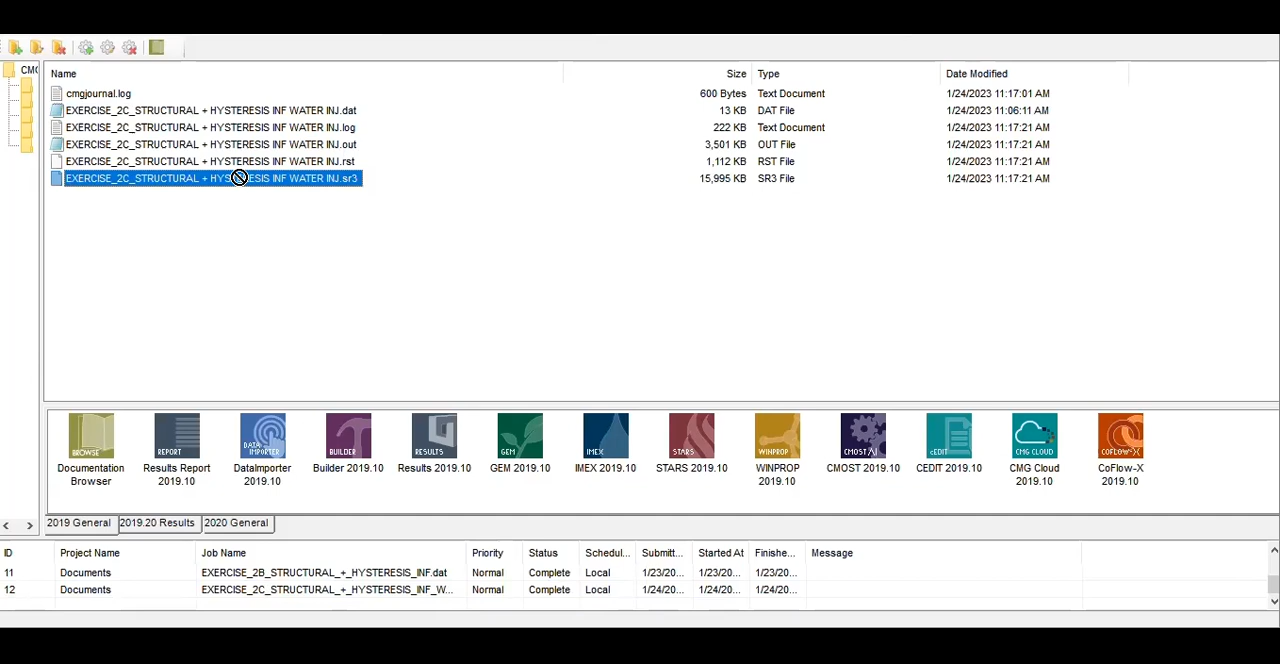 CMG
Name Size Type Date Modified
cmgjournal.log 600 Bytes Text Document 1/24/2023 11:17:01 AM
EXERCISE_2C_STRUCTURAL + HYSTERESIS INF WATER INJ.dat 13 KB DAT File 1/24/2023 11:06:11 AM
EXERCISE_2C_STRUCTURAL + HYSTERESIS INF WATER INJ.log 222 KB Text Document 1/24/2023 11:17:21 AM
EXERCISE_2C_STRUCTURAL + HYSTERESIS INF WATER INJ.out 3,501 KB OUT File 1/24/2023 11:17:21 AM
EXERCISE_2C_STRUCTURAL + HYSTERESIS INF WATER INJ.rst 1,112 KB RST File 1/24/2023 11:17:21 AM
EXERCISE_2C_STRUCTURAL + HYSTERESIS INF WATER INJ.sr3 15,995 KB SR3 File 1/24/2023 11:17:21 AM
BROWSE REPORT DATA IMPORTER BUILDER RESULTS GEM IMEX STARS WINPROP CMOST AI cEDIT CMG CLOUD COFLOW-X
Documentation Results Report DataImporter Builder 2019.10 Results 2019.10 GEM 2019.10 IMEX 2019.10 STARS 2019.10 WINPROP CMOST 2019.10 CEDIT 2019.10 CMG Cloud CoFlow-X
Browser 2019.10 2019.10 2019.10 2019.10 2019.10
2019 General 2019.20 Results 2020 General
ID Project Name Job Name Priority Status Schedul... Submitt... Started At Finishe... Message
11 Documents EXERCISE_2B_STRUCTURAL_+_HYSTERESIS_INF.dat Normal Complete Local 1/23/20... 1/23/20... 1/23/20...
12 Documents EXERCISE_2C_STRUCTURAL_+_HYSTERESIS_INF_W... Normal Complete Local 1/24/20... 1/24/20... 1/24/20...